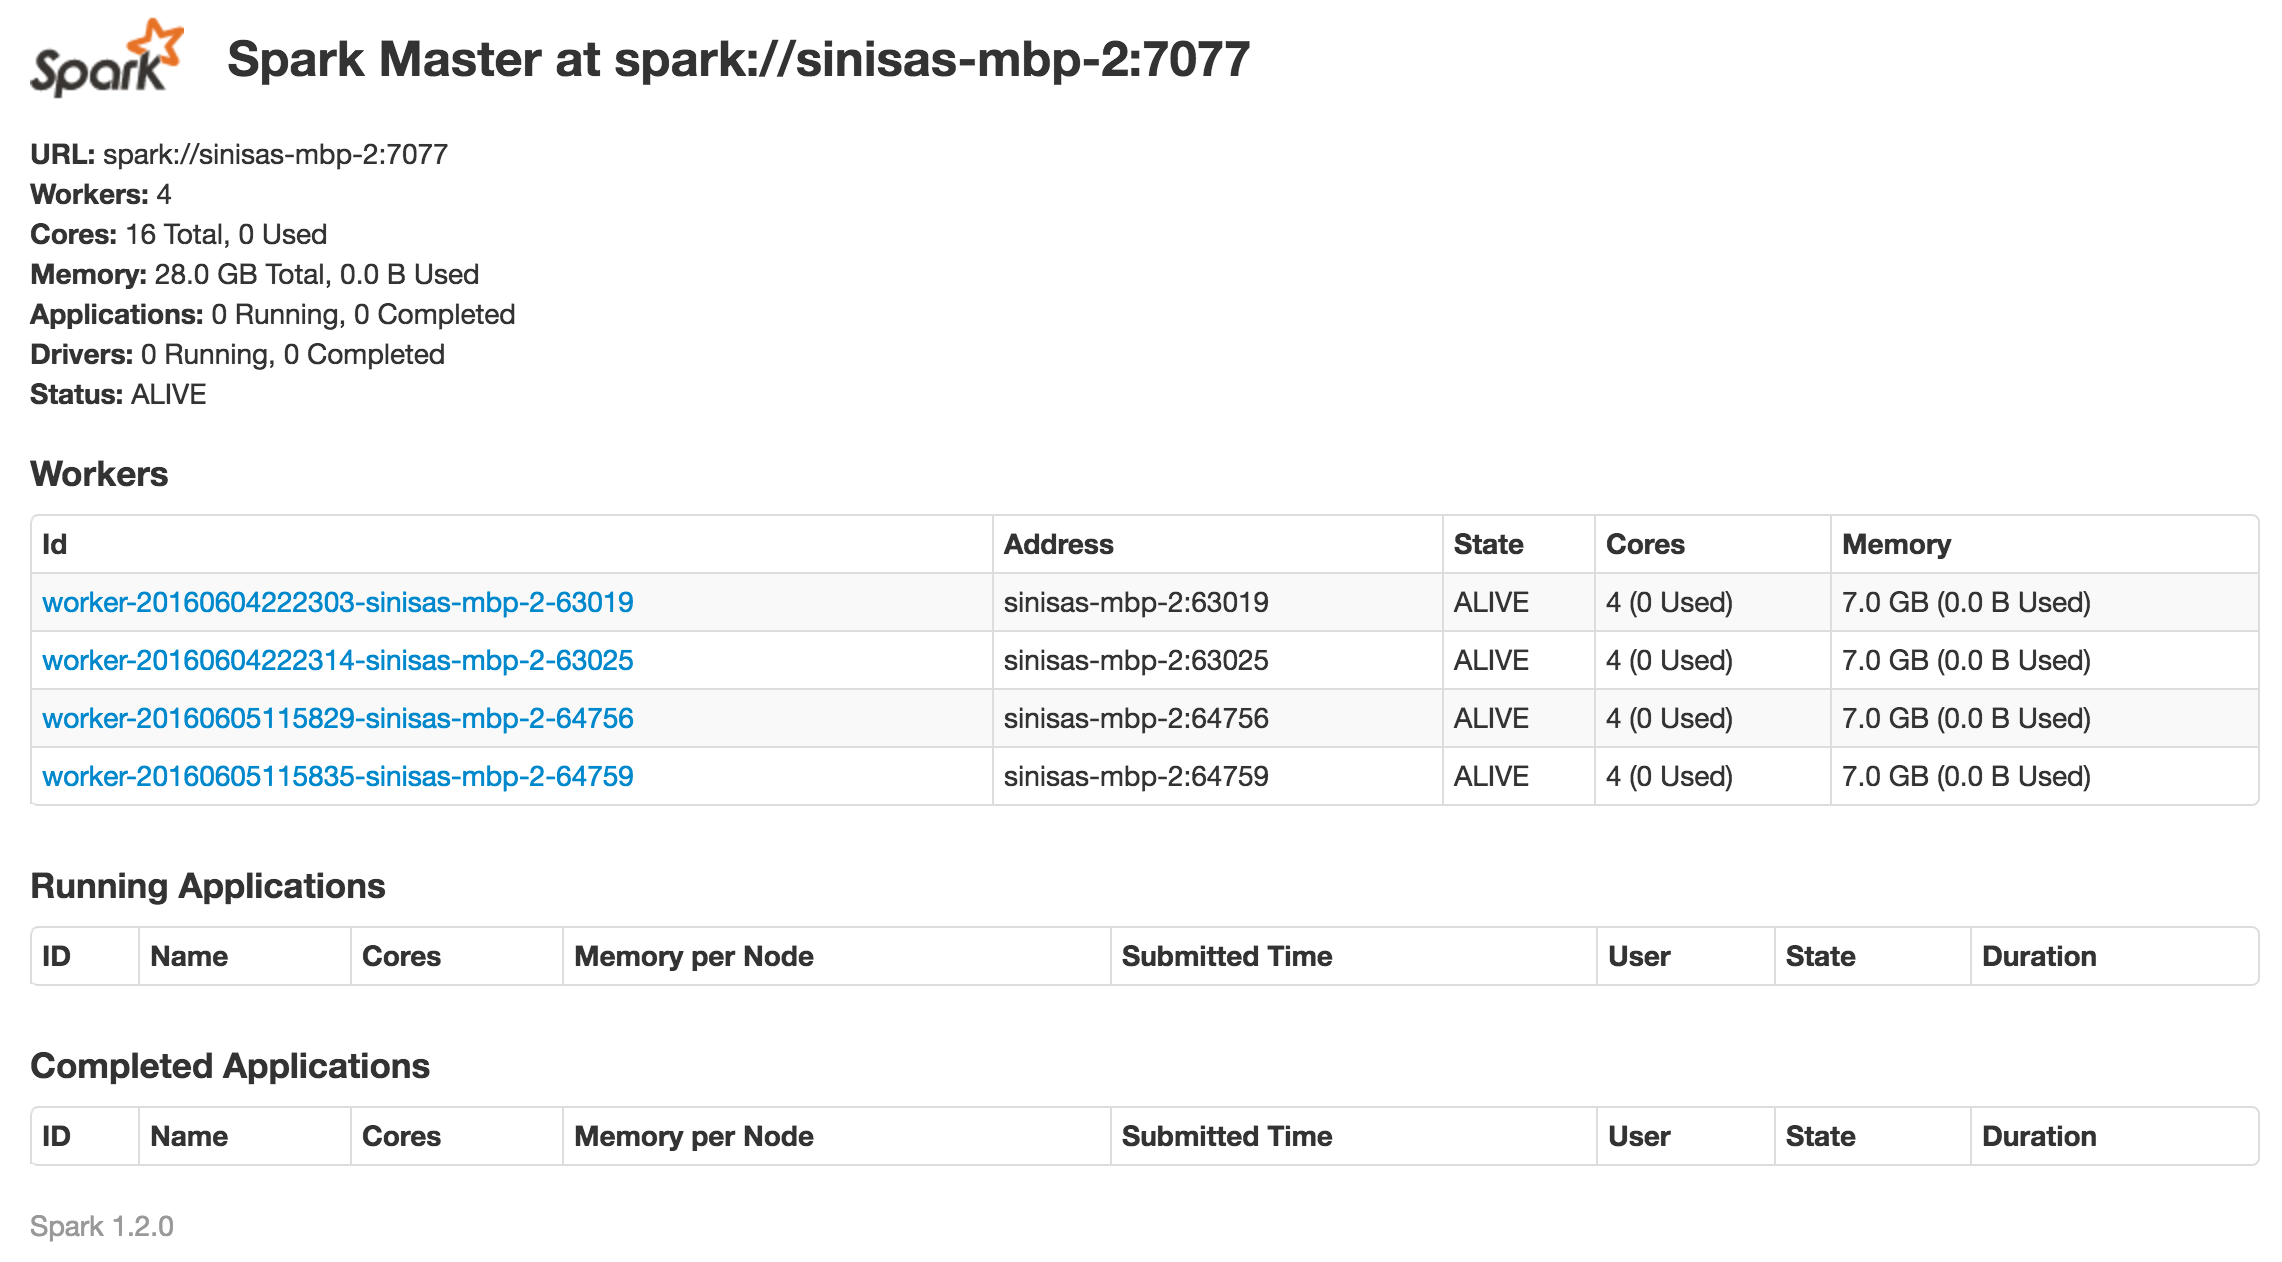 Spark Spark Master at spark://sinisas-mbp-2:7077
URL: spark://sinisas-mbp-2:7077
Workers: 4
Cores: 16 Total, 0 Used
Memory: 28.0 GB Total, 0.0 B Used
Applications: 0 Running, 0 Completed
Drivers: 0 Running, 0 Completed
Status: ALIVE
Workers
Id Address State Cores Memory
worker-20160604222303-sinisas-mbp-2-63019 sinisas-mbp-2:63019 ALIVE 4 (0 Used) 7.0 GB (0.0 B Used)
worker-20160604222314-sinisas-mbp-2-63025 sinisas-mbp-2:63025 ALIVE 4 (0 Used) 7.0 GB (0.0 B Used)
worker-20160605115829-sinisas-mbp-2-64756 sinisas-mbp-2:64756 ALIVE 4 (0 Used) 7.0 GB (0.0 B Used)
worker-20160605115835-sinisas-mbp-2-64759 sinisas-mbp-2:64759 ALIVE 4 (0 Used) 7.0 GB (0.0 B Used)
Running Applications
ID Name Cores Memory per Node Submitted Time User State Duration
Completed Applications
ID Name Cores Memory per Node Submitted Time User State Duration
Spark 1.2.0